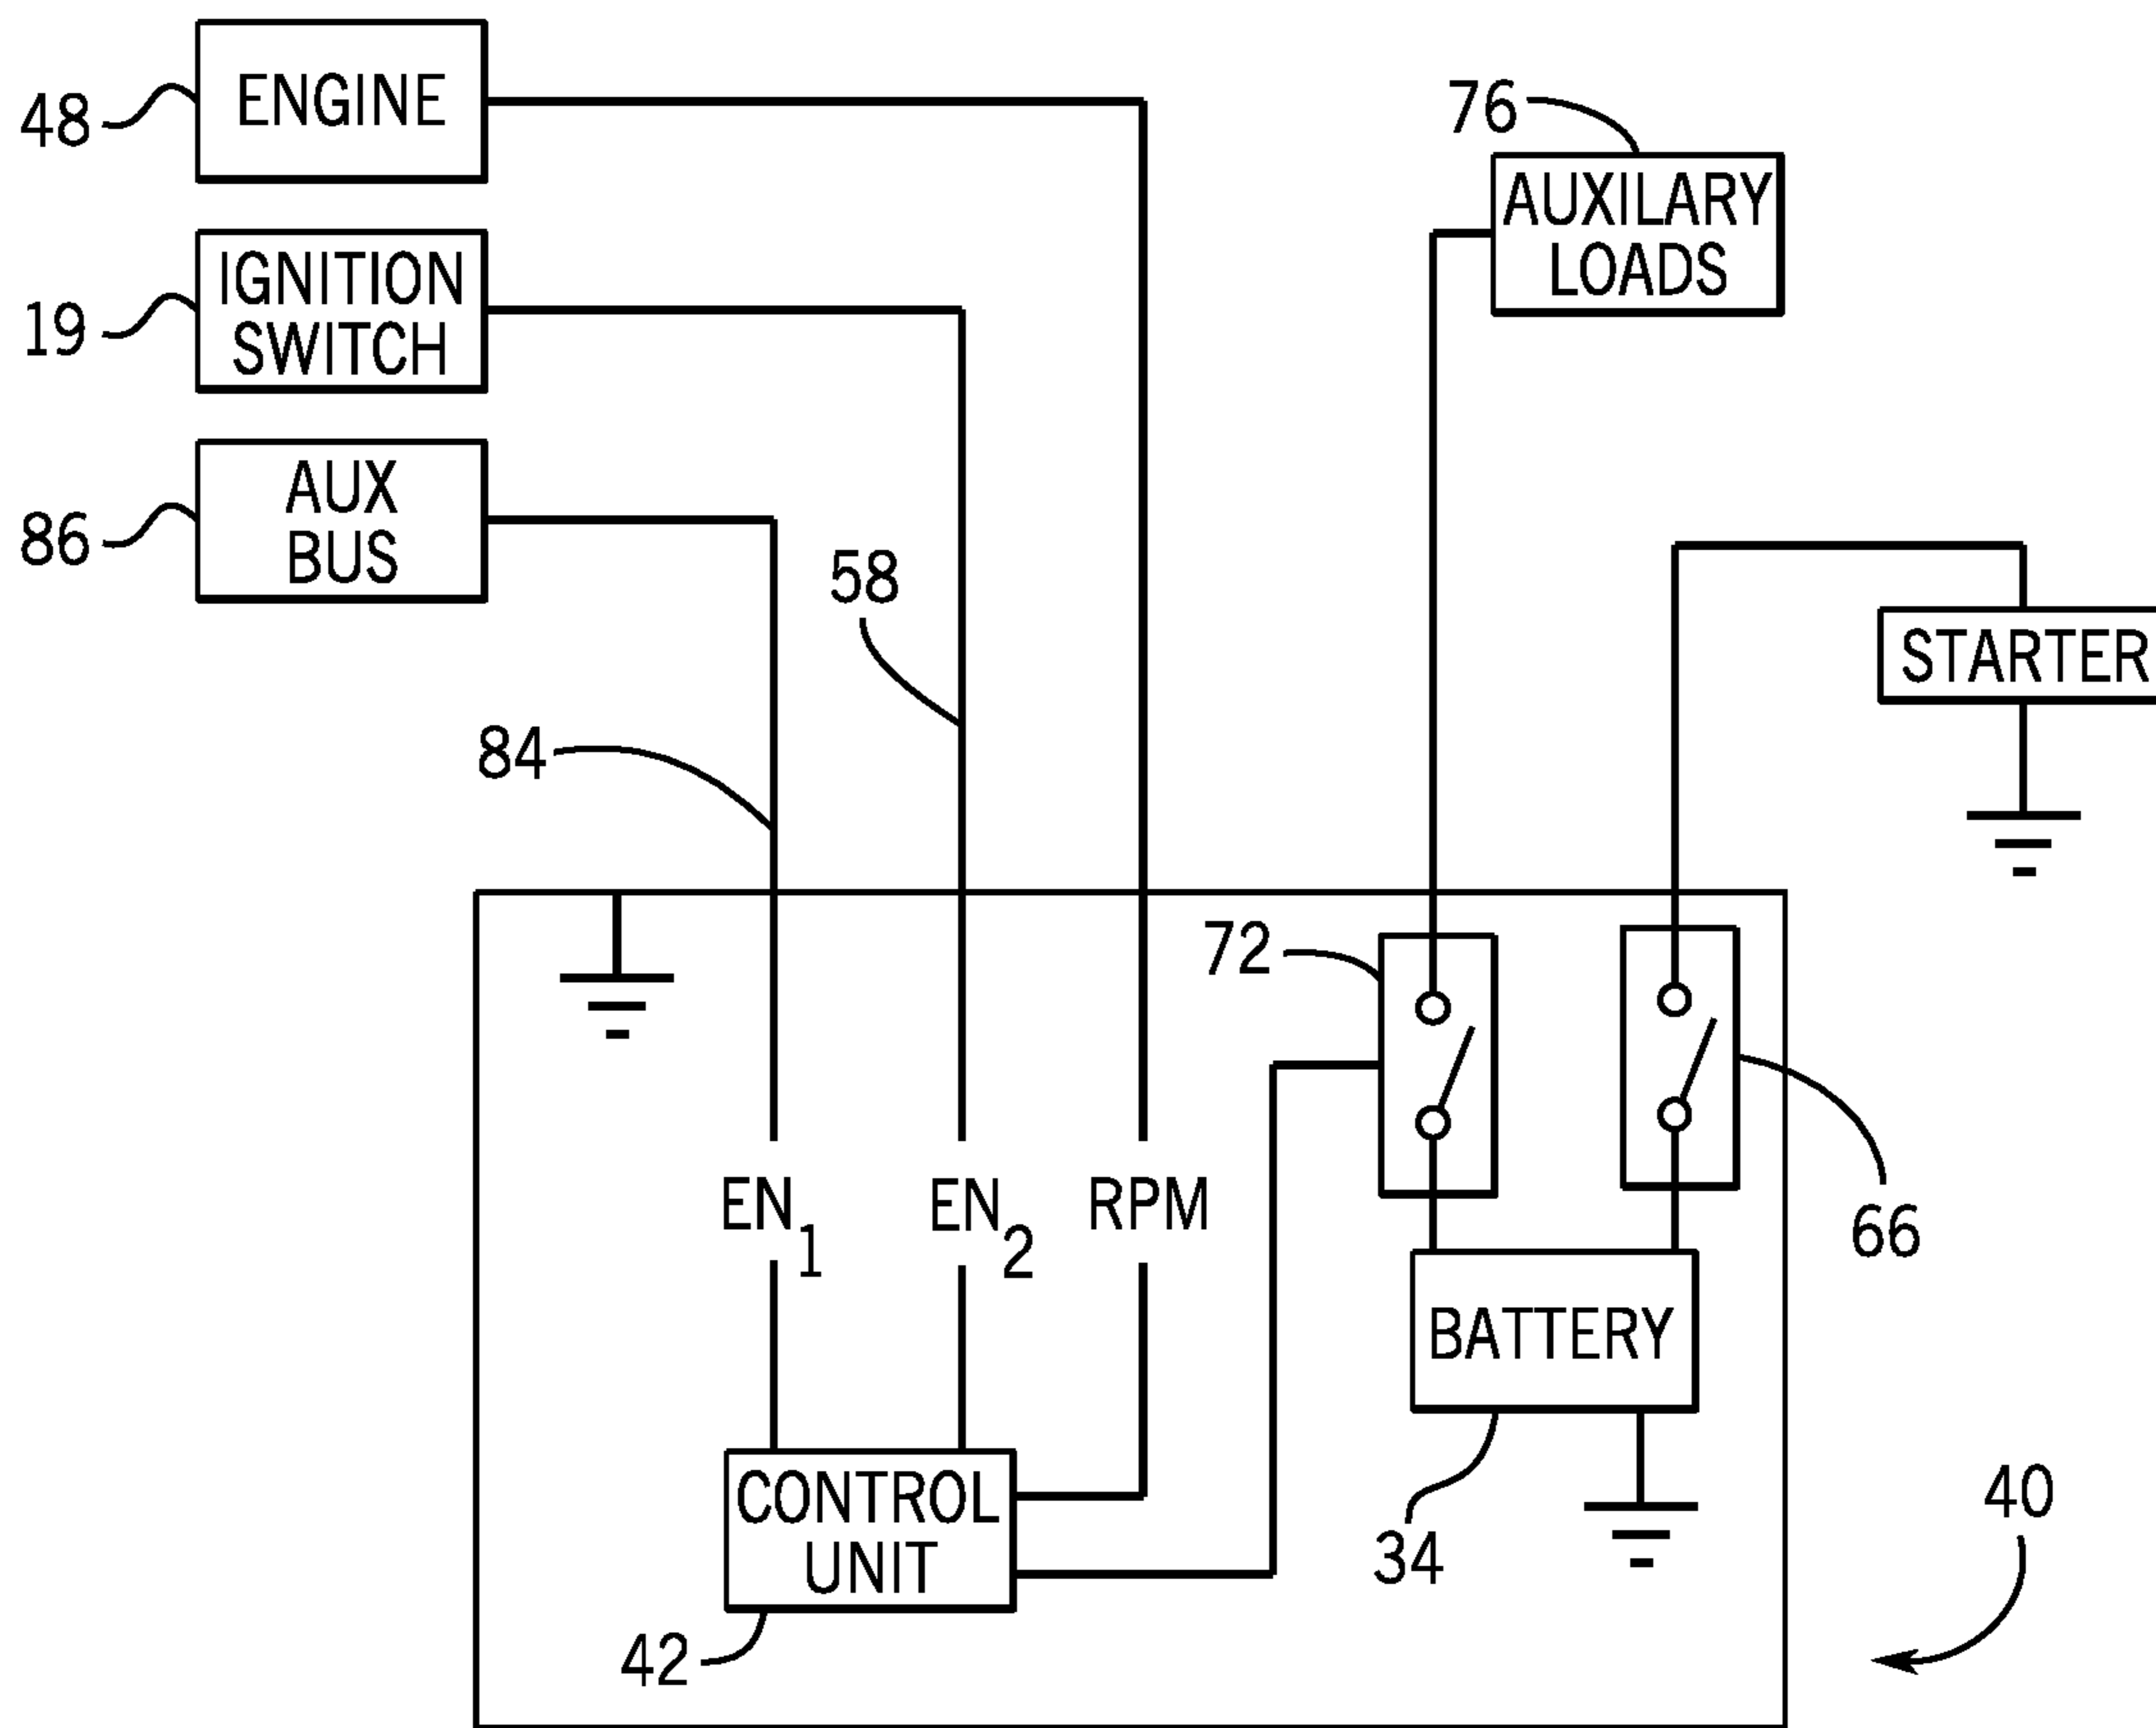 48
ENGINE
76
AUXILARY
LOADS
19
IGNITION
SWITCH
86
AUX
BUS
58
STARTER
84
72
66
EN1
EN2
RPM
BATTERY
34
CONTROL
UNIT
42
40